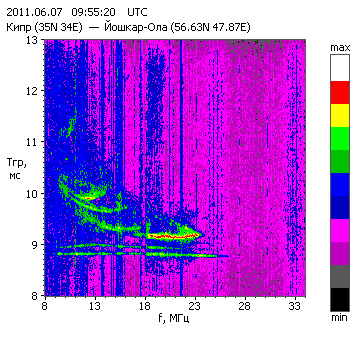 2011.06.07 09:55:20 UTC
Кипр (35N 34E) — Йошкар-Ола (56.63N 47.87E)
13
12
11
Tгр,
мс
10
9
8
8 13 18 23 28 33
f, МГц
max
min